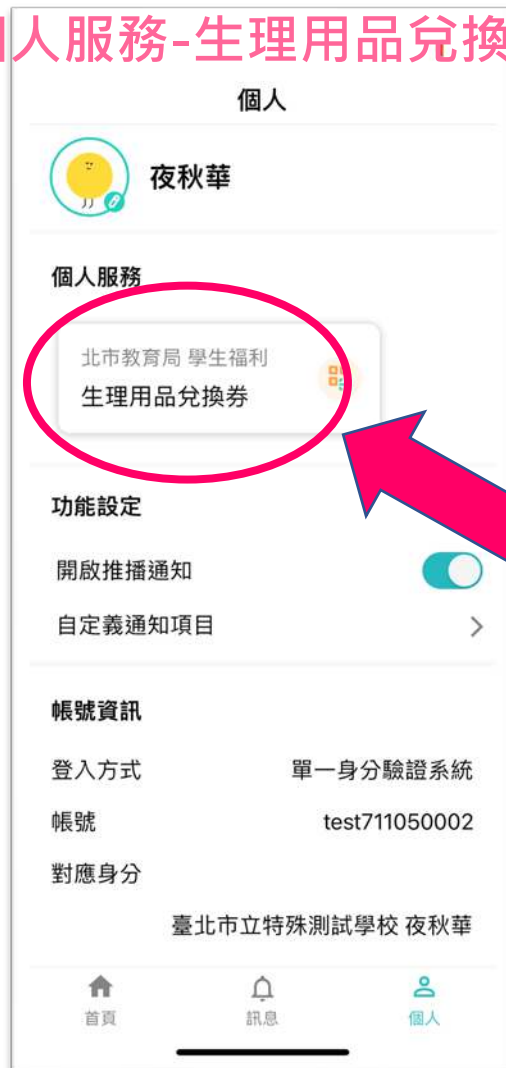 人服務-生理用品兌換
個人
夜秋華
個人服務
北市教育局 學生福利
生理用品兌換券
功能設定
開啟推播通知
自定義通知項目
帳號資訊
登入方式 單一身分驗證系統
帳號 test711050002
對應身分
臺北市立特殊測試學校 夜秋華
首頁 訊息 個人